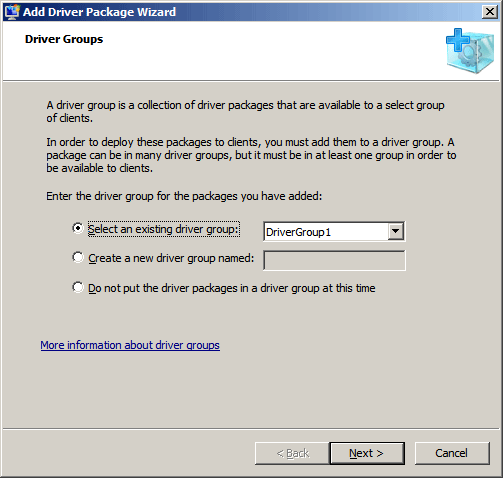 Add Driver Package Wizard
Driver Groups
A driver group is a collection of driver packages that are available to a select group
of clients.
In order to deploy these packages to clients, you must add them to a driver group. A
package can be in many driver groups, but it must be in at least one group in order to
be available to clients.
Enter the driver group for the packages you have added:
Select an existing driver group: DriverGroup1
Create a new driver group named:
Do not put the driver packages in a driver group at this time
More information about driver groups
< Back Next > Cancel